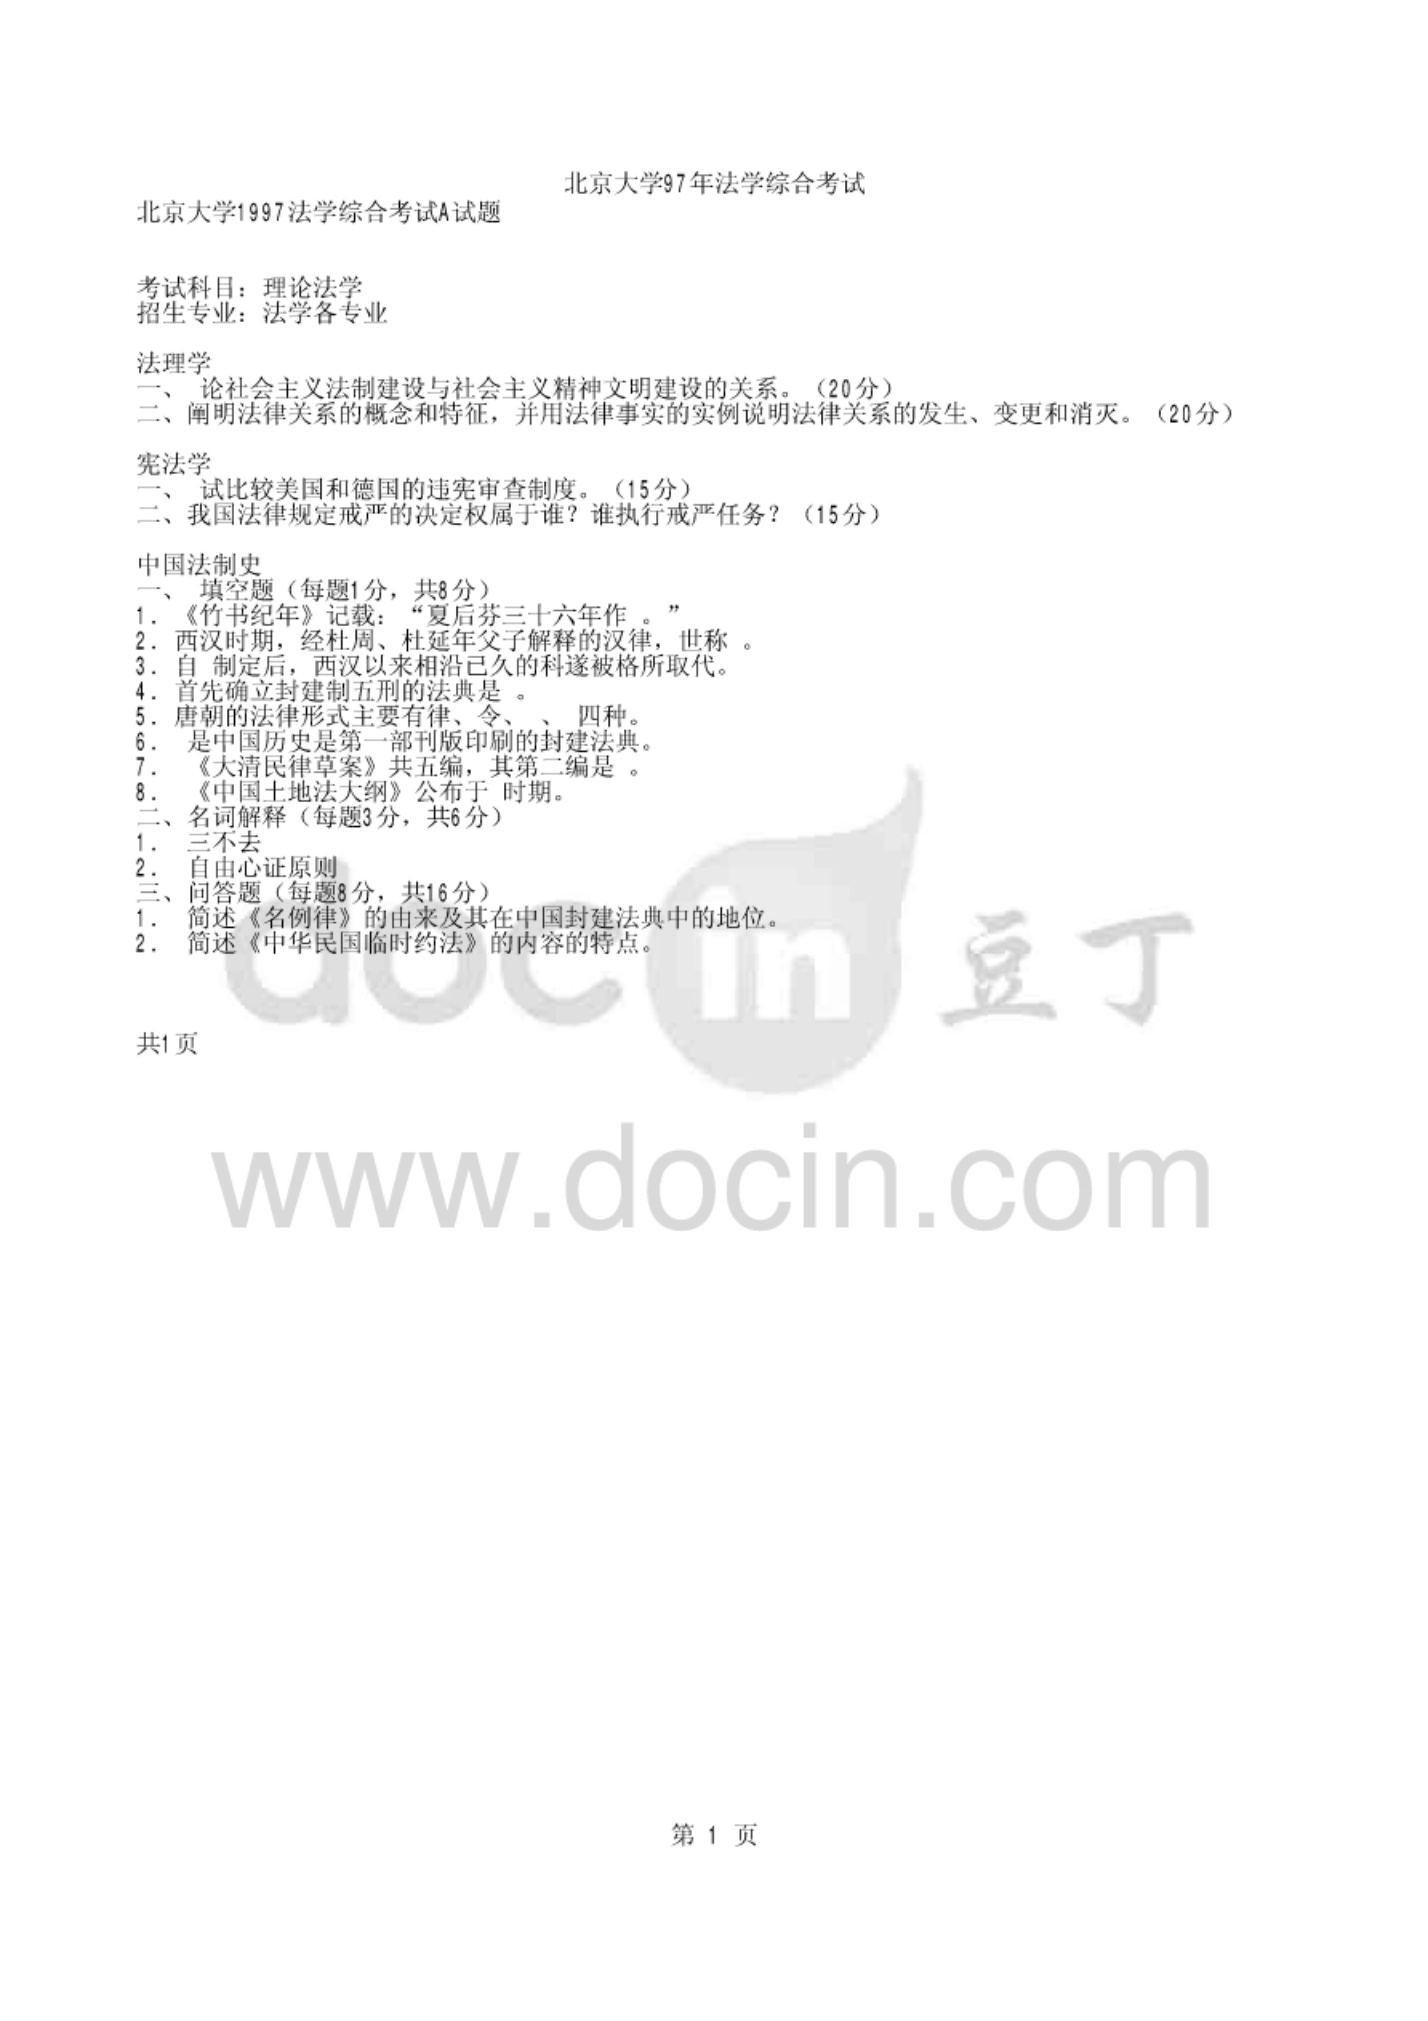 北京大学97年法学综合考试
北京大学1997法学综合考试A试题
考试科目：理论法学
招生专业：法学各专业
法理学
一、 论社会主义法制建设与社会主义精神文明建设的关系。（20分）
二、阐明法律关系的概念和特征，并用法律事实的实例说明法律关系的发生、变更和消灭。（20分）
宪法学
一、 试比较美国和德国的违宪审查制度。（15分）
二、我国法律规定戒严的决定权属于谁？谁执行戒严任务？（15分）
中国法制史
一、 填空题（每题1分，共8分）
1．《竹书纪年》记载：“夏后芬三十六年作 。”
2．西汉时期，经杜周、杜延年父子解释的汉律，世称 。
3．自 制定后，西汉以来相沿已久的科遂被格所取代。
4．首先确立封建制五刑的法典是 。
5．唐朝的法律形式主要有律、令、 、 四种。
6． 是中国历史是第一部刊版印刷的封建法典。
7． 《大清民律草案》共五编，其第二编是 。
8． 《中国土地法大纲》公布于 时期。
二、名词解释（每题3分，共6分）
1． 三不去
2． 自由心证原则
三、问答题（每题8分，共16分）
1． 简述《名例律》的由来及其在中国封建法典中的地位。
2． 简述《中华民国临时约法》的内容的特点。
docin 豆丁
共1页
www.docin.com
第 1 页